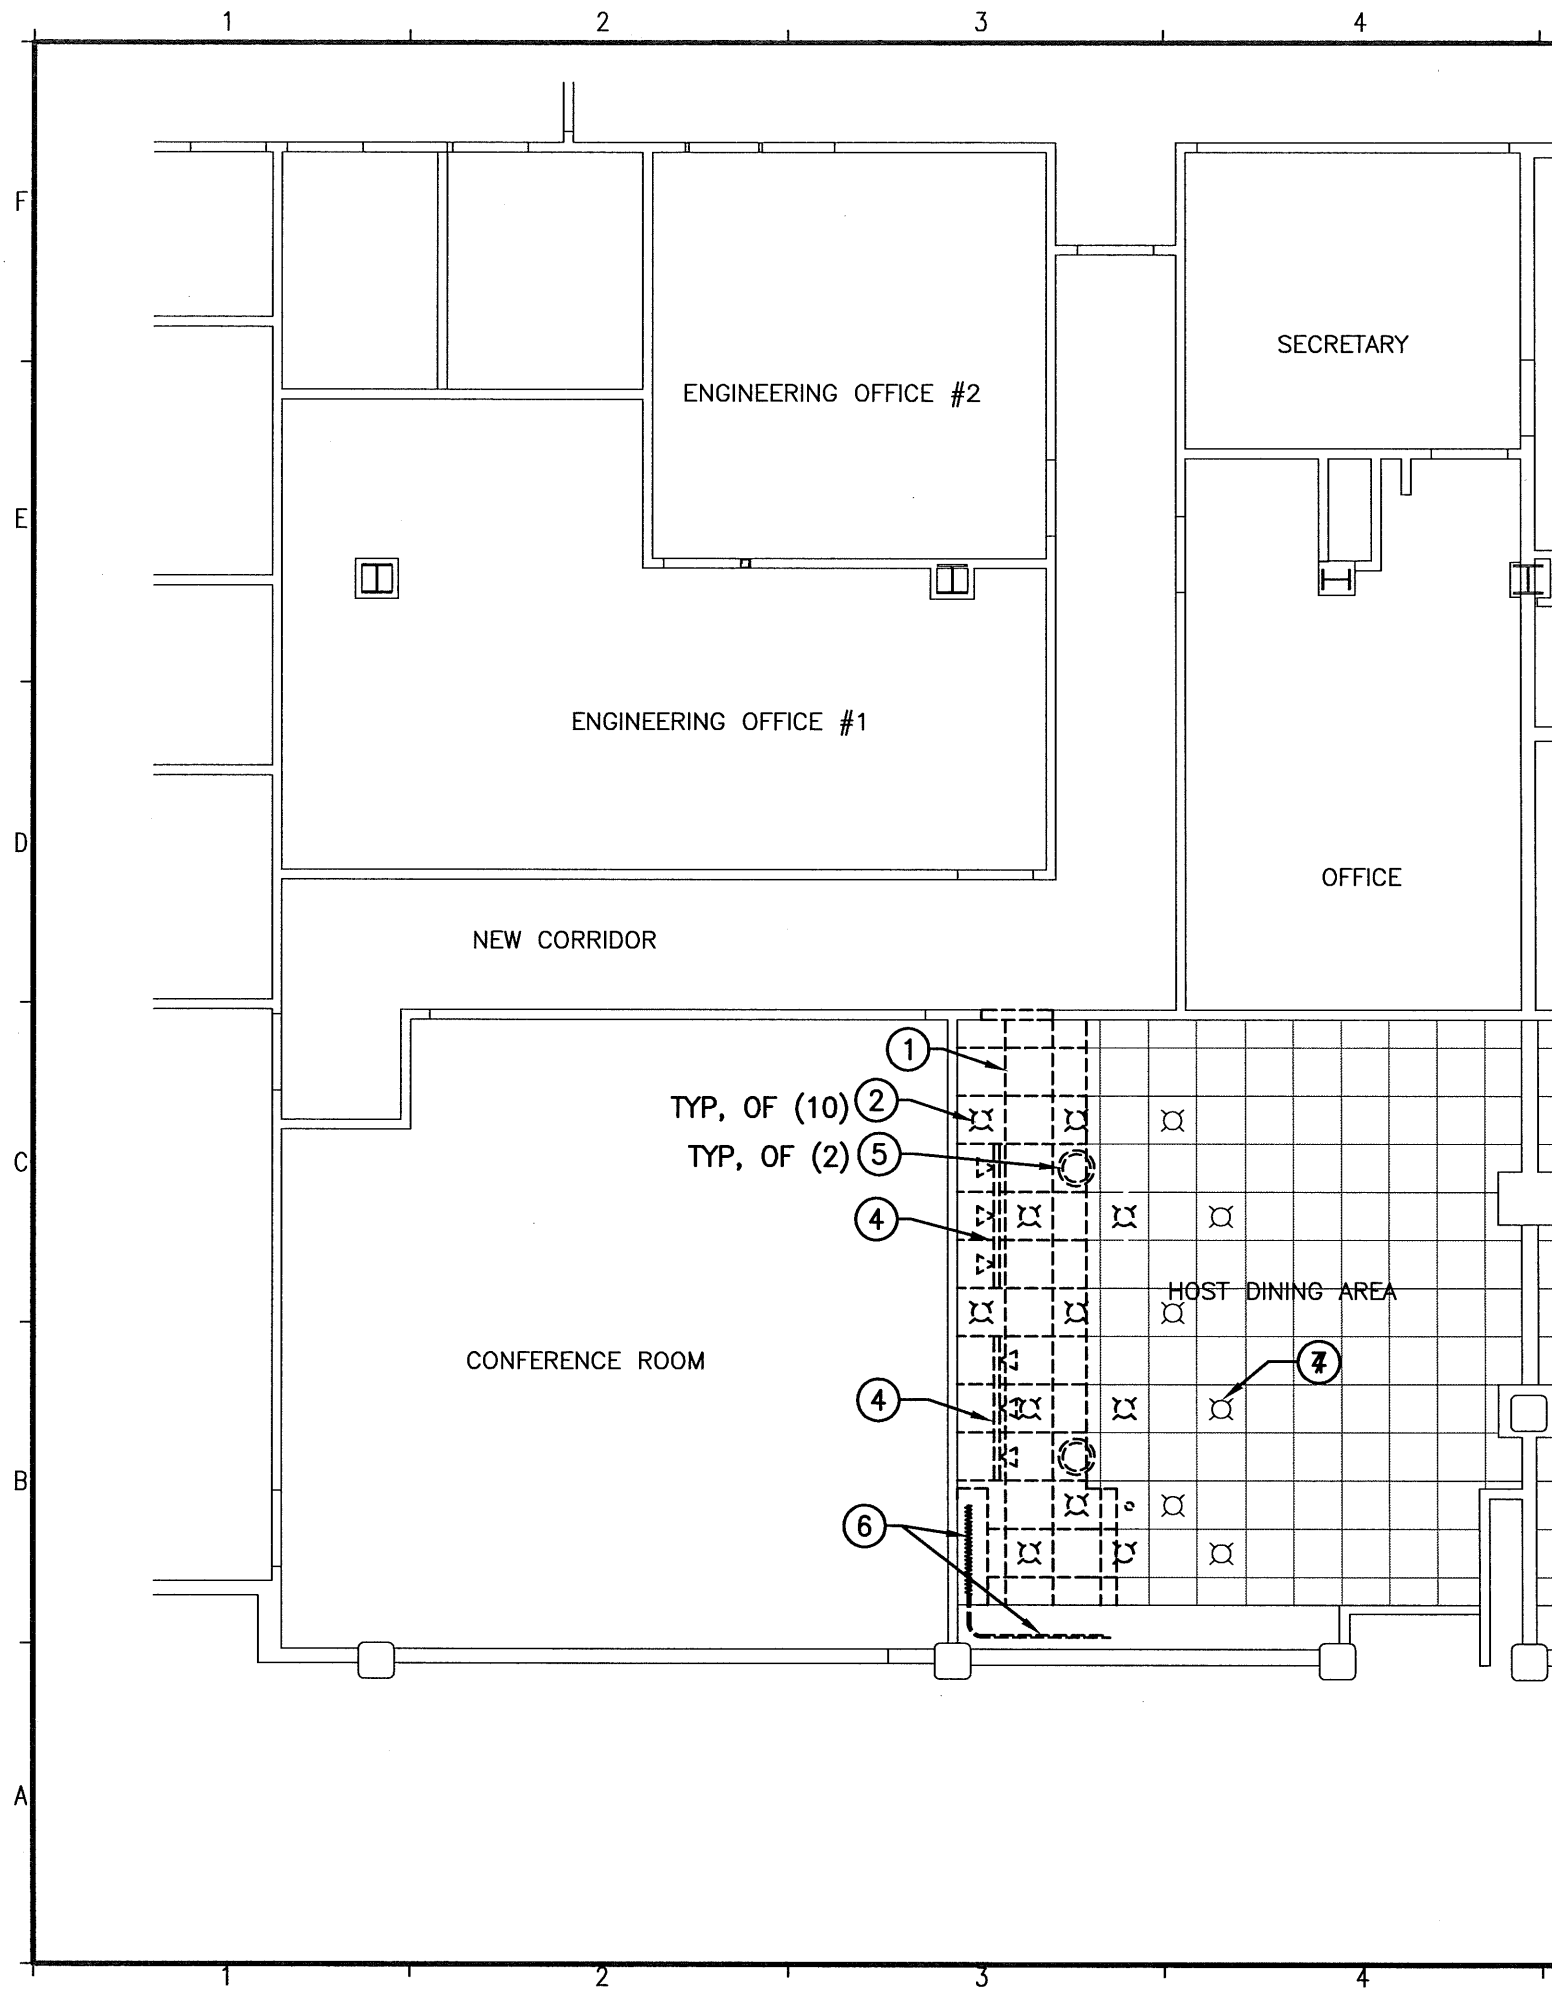 1 2 3 4
F
SECRETARY
ENGINEERING OFFICE #2
E
ENGINEERING OFFICE #1
D
OFFICE
NEW CORRIDOR
1
TYP, OF (10) 2
C
TYP, OF (2) 5
4
HOST DINING AREA
CONFERENCE ROOM
4
B
6
A
1 2 3 4